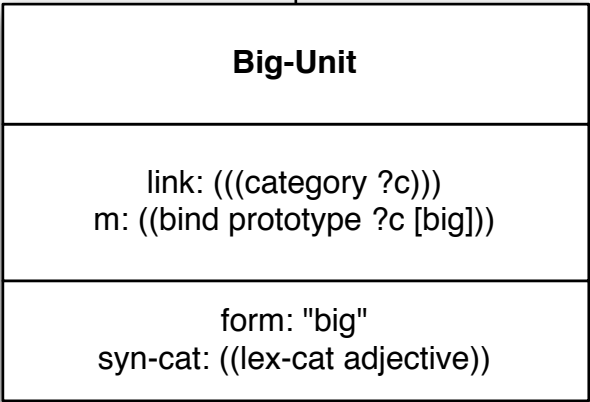 Big-Unit
link: (((category ?c)))
m: ((bind prototype ?c [big]))
form: "big"
syn-cat: ((lex-cat adjective))